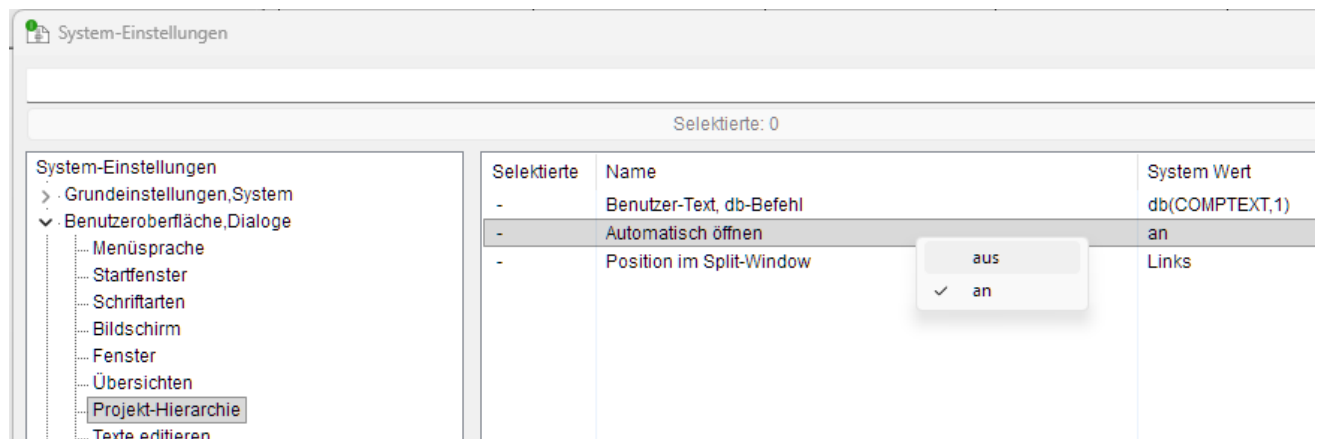 System-Einstellungen
Selektierte: 0
System-Einstellungen
Grundeinstellungen,System
Benutzeroberfläche,Dialoge
Menüsprache
Startfenster
Schriftarten
Bildschirm
Fenster
Übersichten
Projekt-Hierarchie
Texte editieren
Selektierte Name System Wert
- Benutzer-Text, db-Befehl db(COMPTEXT,1)
- Automatisch öffnen an
- Position im Split-Window Links
aus
an